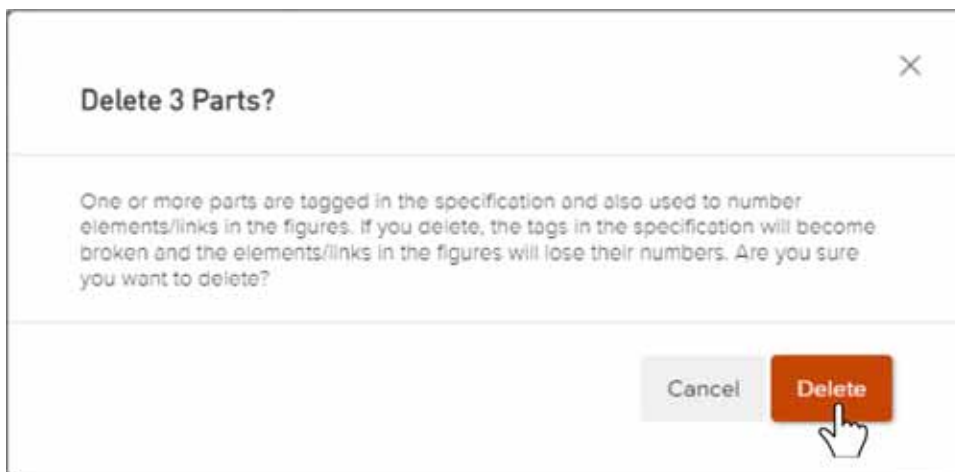 Delete 3 Parts?
One or more parts are tagged in the specification and also used to number
elements/links in the figures. If you delete, the tags in the specification will become
broken and the elements/links in the figures will lose their numbers. Are you sure
you want to delete?
Cancel Delete